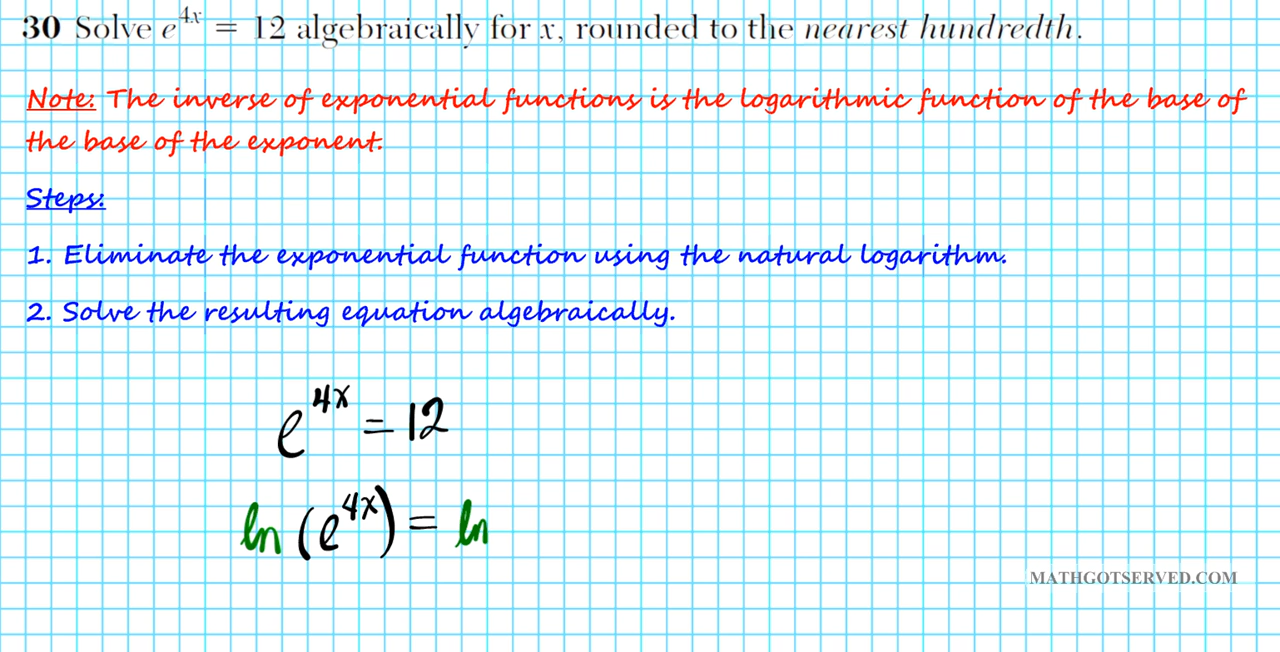 30 Solve e^{4x} = 12 algebraically for x, rounded to the nearest hundredth.
Note: The inverse of exponential functions is the logarithmic function of the base of
the base of the exponent.
Steps:
1. Eliminate the exponential function using the natural logarithm.
2. Solve the resulting equation algebraically.
e^{4x} = 12
ln (e^{4x}) = ln
MATHGOTSERVED.COM